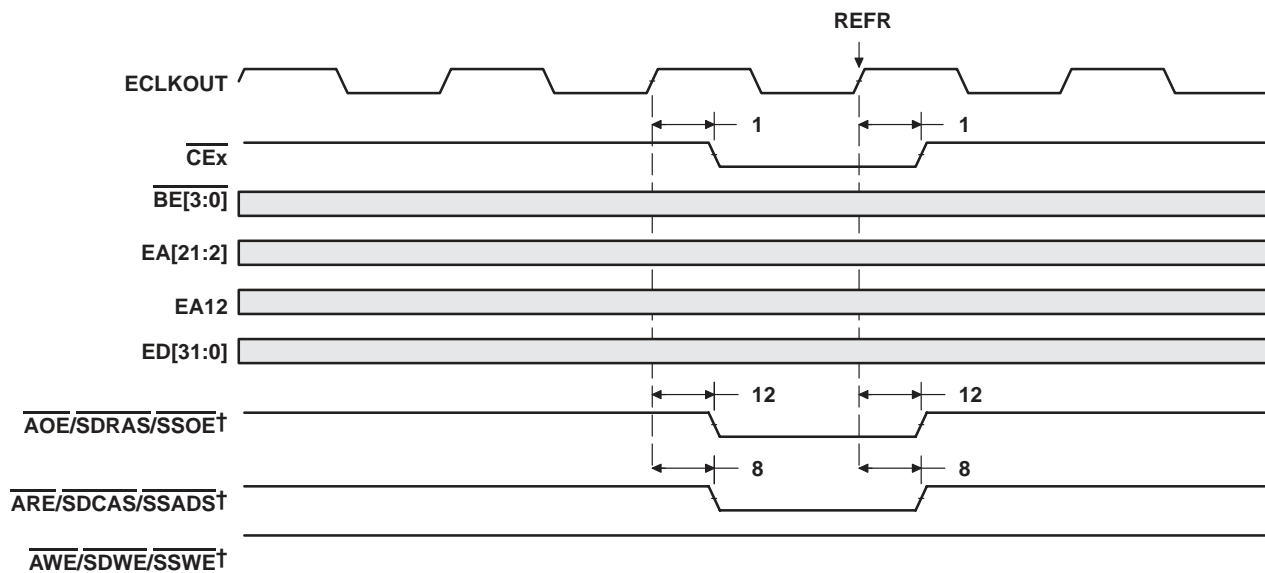 REFR
ECLKOUT
1 1
CEx
BE[3:0]
EA[21:2]
EA12
ED[31:0]
12 12
AOE/SDRAS/SSOE†
8 8
ARE/SDCAS/SSADS†
AWE/SDWE/SSWE†